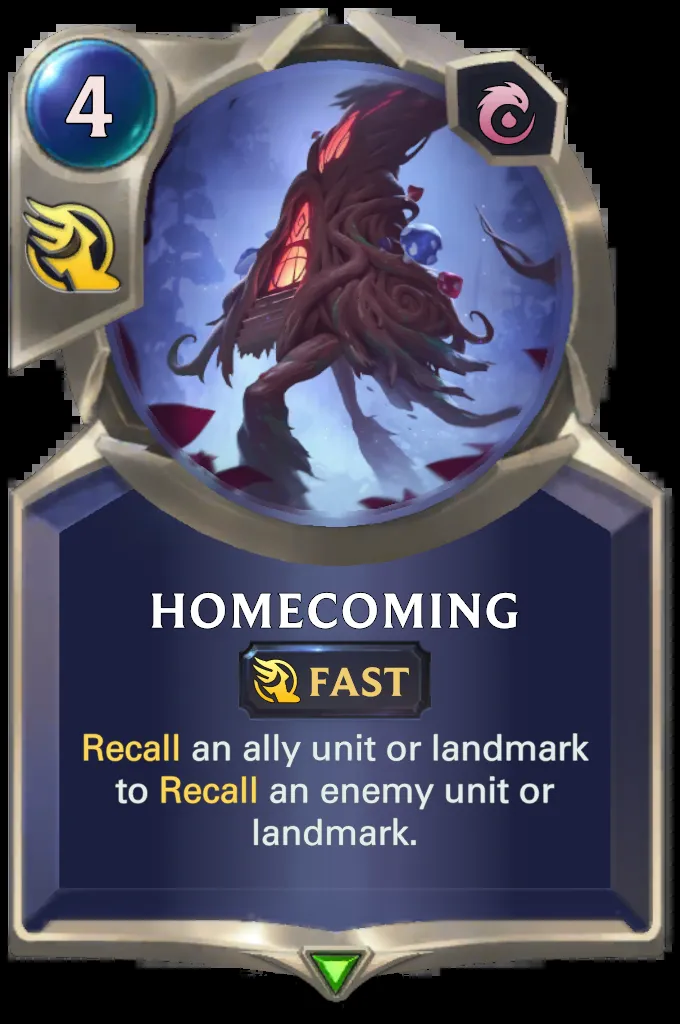 4
HOMECOMING
FAST
Recall an ally unit or landmark
to Recall an enemy unit or
landmark.